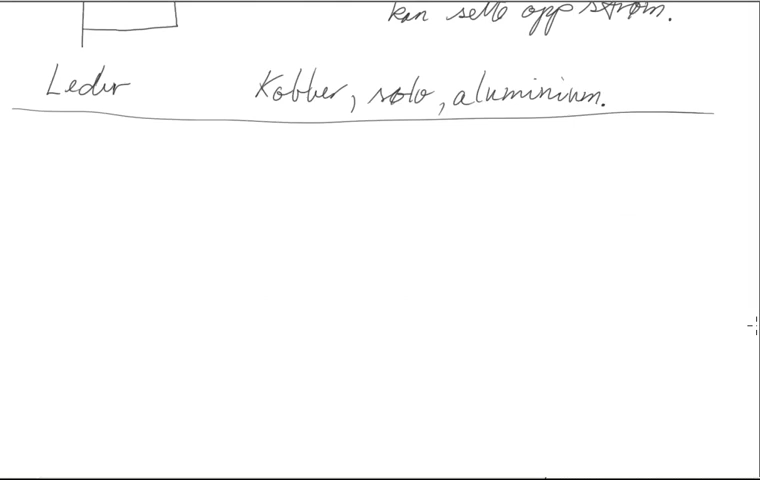 kan sette opp strøm.
Leder Kobber, sølv, aluminium.